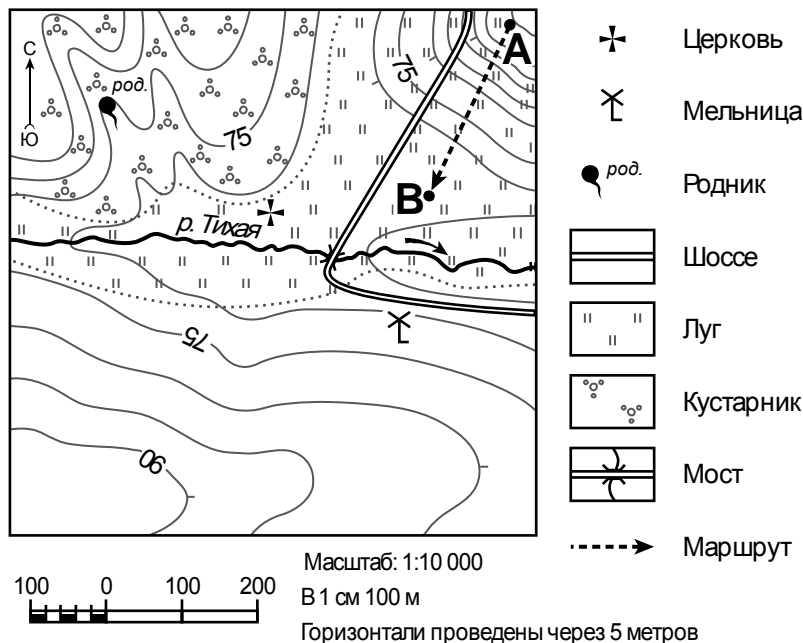 А
75
С
род.
Ю
75
В
р. Тихая
75
90
Церковь
Мельница
род.
Родник
Шоссе
Луг
Кустарник
Мост
Маршрут
100 0 100 200
Масштаб: 1:10 000
В 1 см 100 м
Горизонтали проведены через 5 метров